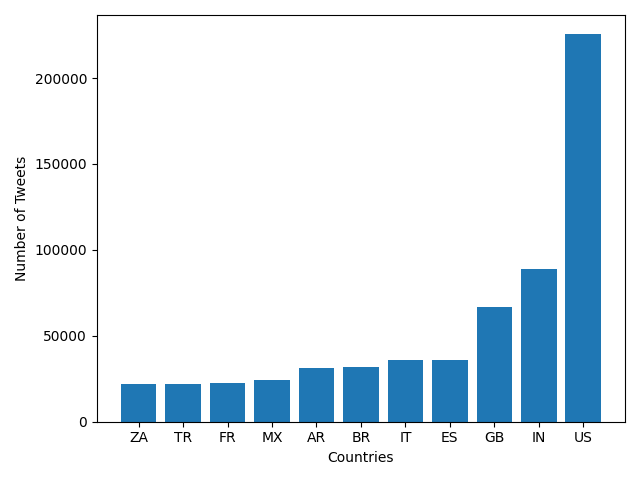 200000
150000
100000
50000
0
Number of Tweets
ZA TR FR MX AR BR IT ES GB IN US
Countries